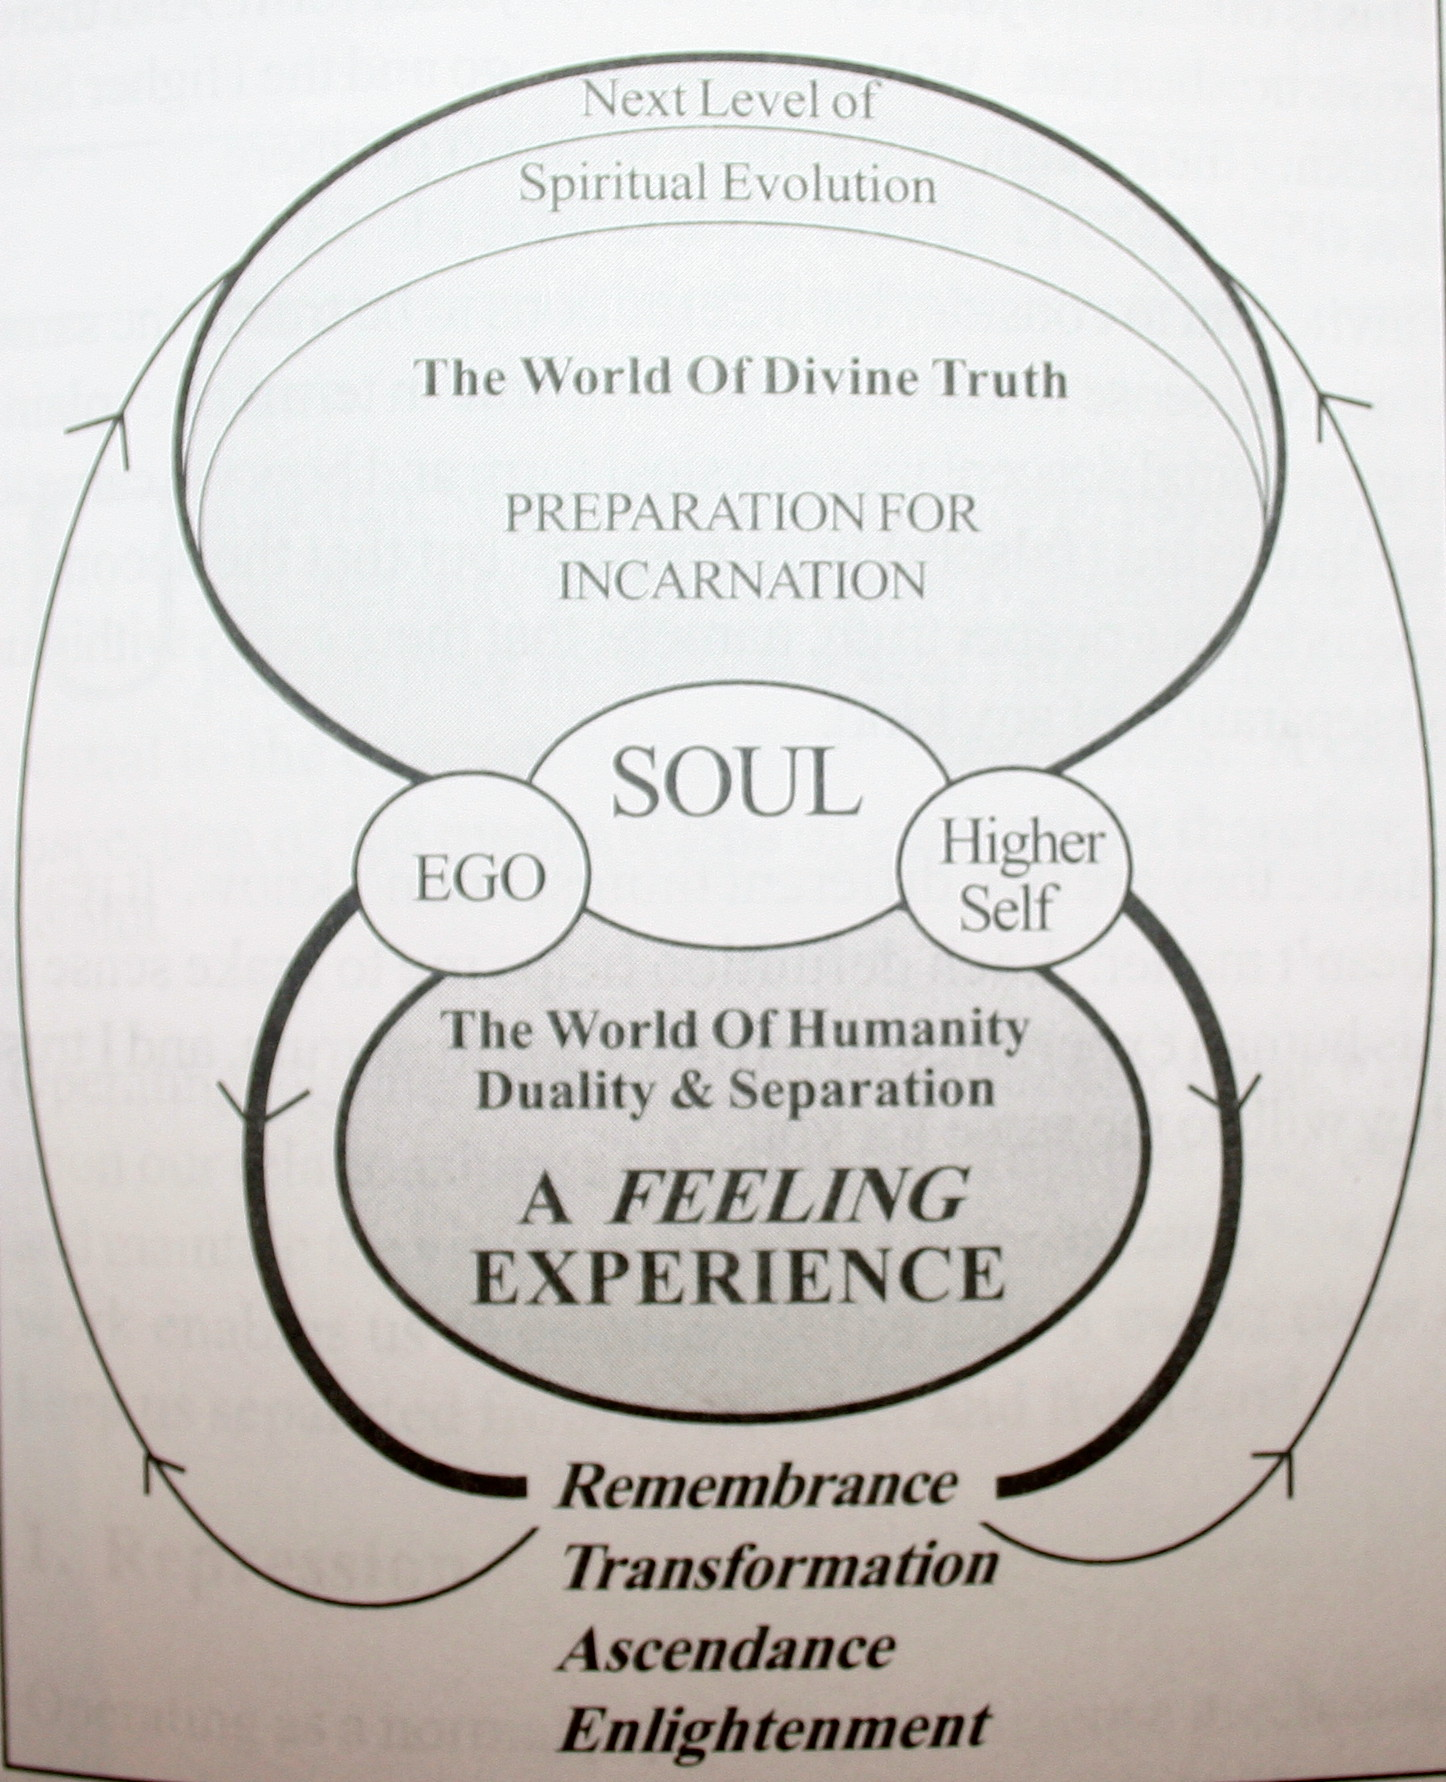 Next Level of
Spiritual Evolution
The World Of Divine Truth
PREPARATION FOR
INCARNATION
SOUL
EGO
Higher
Self
The World Of Humanity
Duality & Separation
A FEELING
EXPERIENCE
Remembrance
Transformation
Ascendance
Enlightenment